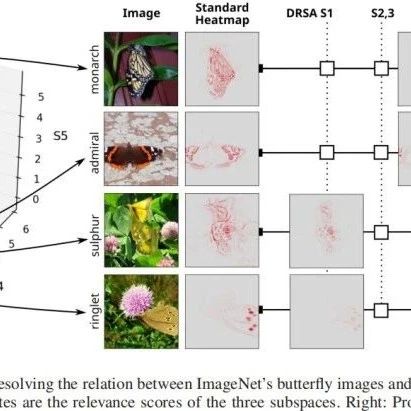 Image
Standard
Heatmap
DRSA S1
S2,3
monarch
admiral
sulphur
ringlet
5
4
3
2
1
0
S5
6
5
4
esolving the relation between ImageNet's butterfly images and
tes are the relevance scores of the three subspaces. Right: Pro